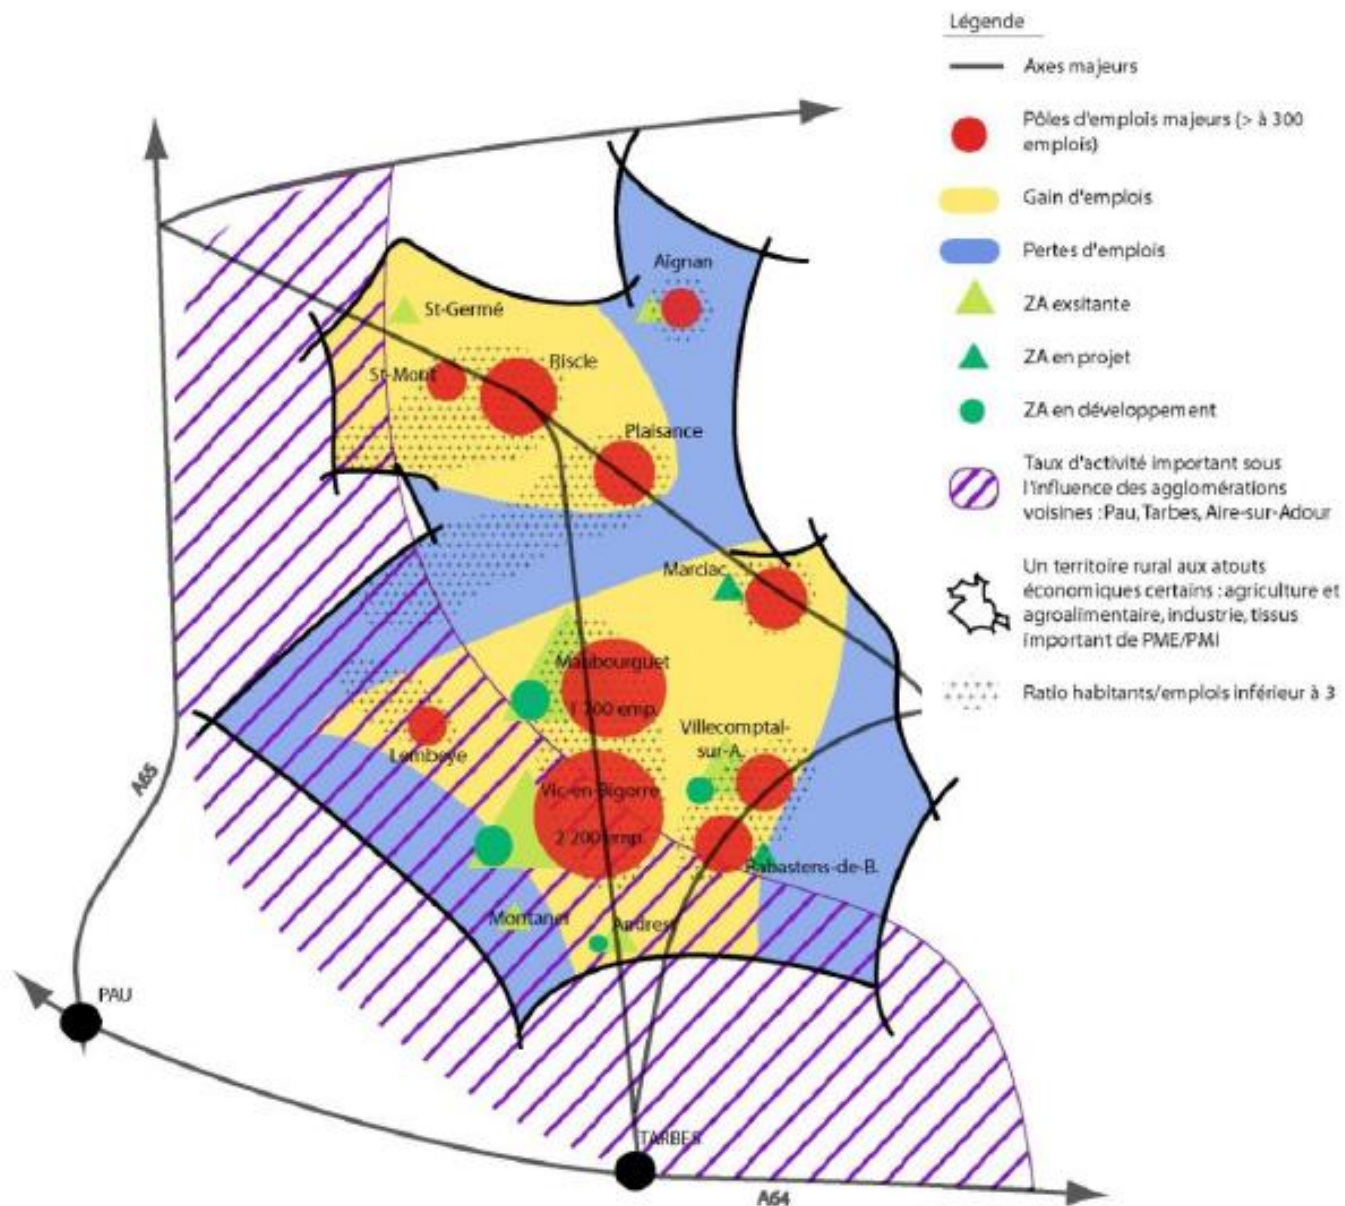 Légende
Axes majeurs
Pôles d'emplois majeurs (> à 300
emplois)
Gain d'emplois
Pertes d'emplois
ZA exsitante
ZA en projet
ZA en développement
Taux d'activité important sous
l'influence des agglomérations
voisines : Pau, Tarbes, Aire-sur-Adour
Un territoire rural aux atouts
économiques certains : agriculture et
agroalimentaire, industrie, tissus
important de PME/PMI
Ratio habitants/emplois inférieur à 3
Aignan
St-Germé
Riscle
St-Mont
Plaisance
Marciac
Maubourguet
1 200 emp.
Villecomptal-
sur-A.
Lembeye
Vic-en-Bigorre
2 200 emp.
Rabastens-de-B.
Montaner
Andrest
A65
PAU
TARBES
A64